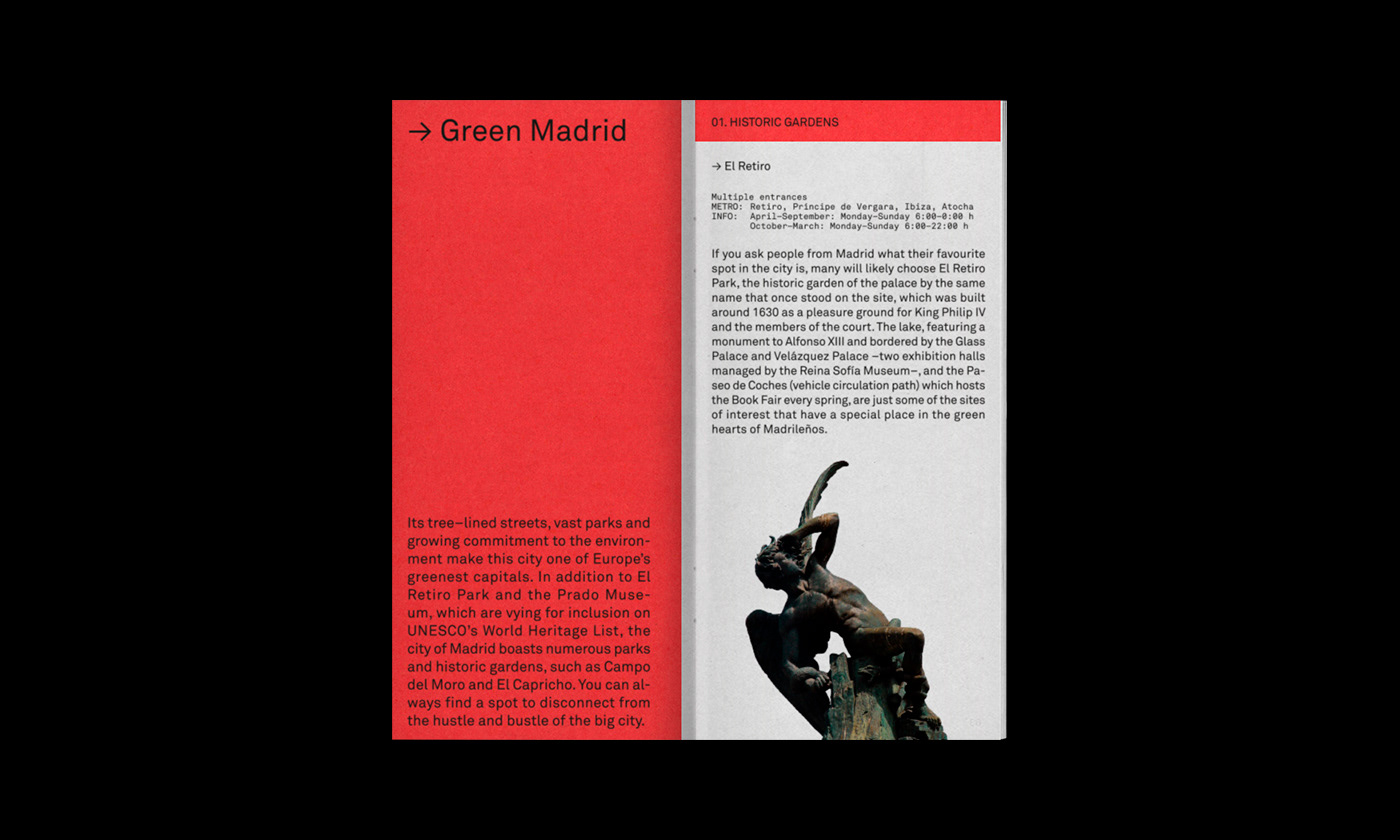 → Green Madrid
Its tree–lined streets, vast parks and
growing commitment to the environ-
ment make this city one of Europe's
greenest capitals. In addition to El
Retiro Park and the Prado Muse-
um, which are vying for inclusion on
UNESCO's World Heritage List, the
city of Madrid boasts numerous parks
and historic gardens, such as Campo
del Moro and El Capricho. You can al-
ways find a spot to disconnect from
the hustle and bustle of the big city.
01. HISTORIC GARDENS
→ El Retiro
Multiple entrances
METRO: Retiro, Príncipe de Vergara, Ibiza, Atocha
INFO: April–September: Monday–Sunday 6:00–0:00 h
October–March: Monday–Sunday 6:00–22:00 h
If you ask people from Madrid what their favourite
spot in the city is, many will likely choose El Retiro
Park, the historic garden of the palace by the same
name that once stood on the site, which was built
around 1630 as a pleasure ground for King Philip IV
and the members of the court. The lake, featuring a
monument to Alfonso XIII and bordered by the Glass
Palace and Velázquez Palace –two exhibition halls
managed by the Reina Sofía Museum–, and the Pa-
seo de Coches (vehicle circulation path) which hosts
the Book Fair every spring, are just some of the sites
of interest that have a special place in the green
hearts of Madrileños.